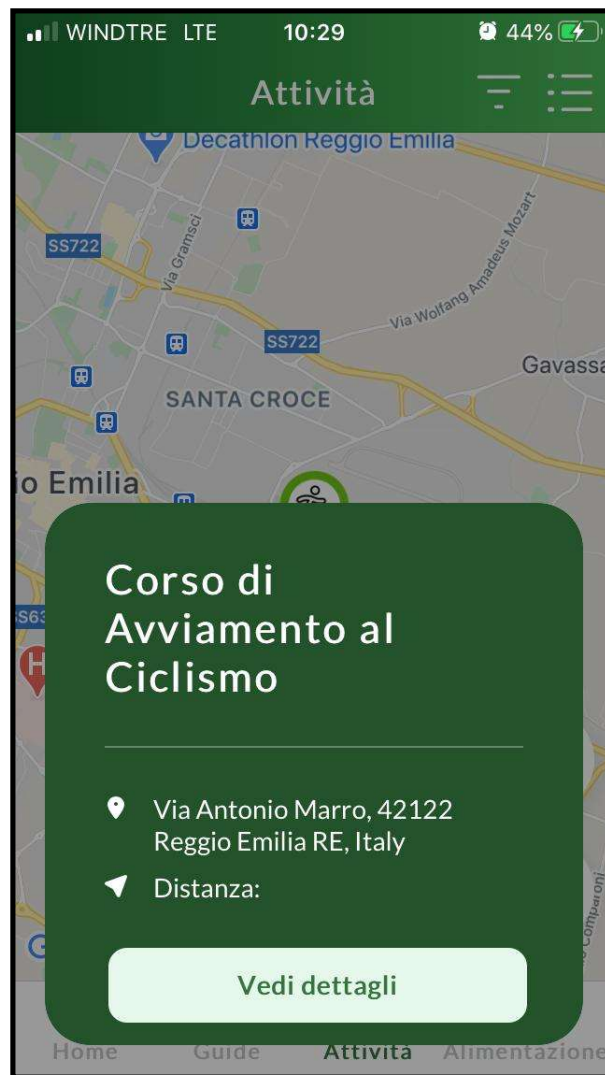 WINDTRE LTE 10:29 44%
Attività
Decathlon Reggio Emilia
Via Gramsci
SS722
Via Wolfang Amadeus Mozart
SS722
Gavassa
SANTA CROCE
io Emilia
Corso di
Avviamento al
Ciclismo
SS63
H
Via Antonio Marro, 42122
Reggio Emilia RE, Italy
Distanza:
Comparoni
G
Vedi dettagli
Home Guide Attività Alimentazione